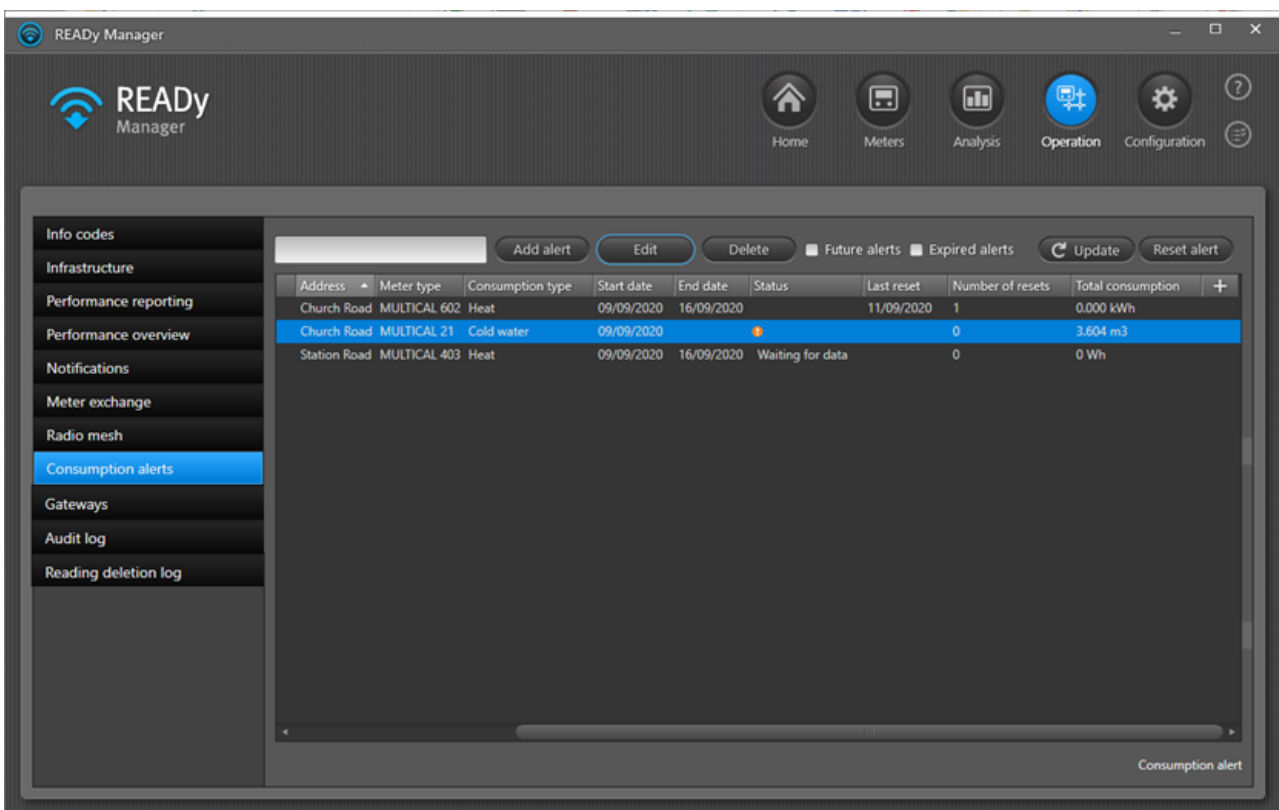 READy Manager
READy
Manager
Home
Meters
Analysis
Operation
Configuration
Info codes
Infrastructure
Performance reporting
Performance overview
Notifications
Meter exchange
Radio mesh
Consumption alerts
Gateways
Audit log
Reading deletion log
Add alert Edit Delete Future alerts Expired alerts Update Reset alert
Address Meter type Consumption type Start date End date Status Last reset Number of resets Total consumption +
Church Road MULTICAL 602 Heat 09/09/2020 16/09/2020 11/09/2020 1 0.000 kWh
Church Road MULTICAL 21 Cold water 09/09/2020 0 3.604 m3
Station Road MULTICAL 403 Heat 09/09/2020 16/09/2020 Waiting for data 0 0 Wh
Consumption alert